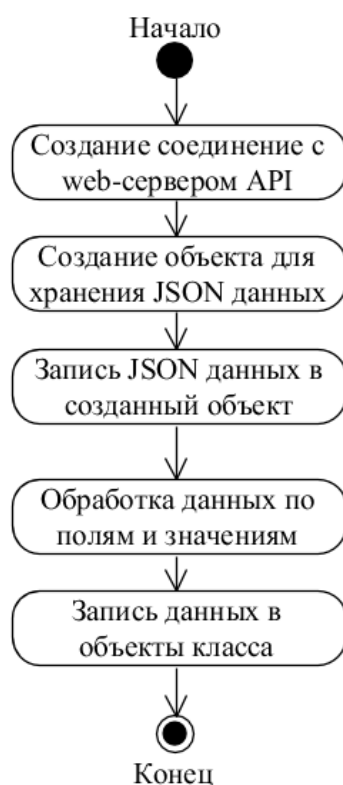 Начало
Создание соединение с
web-сервером API
Создание объекта для
хранения JSON данных
Запись JSON данных в
созданный объект
Обработка данных по
полям и значениям
Запись данных в
объекты класса
Конец